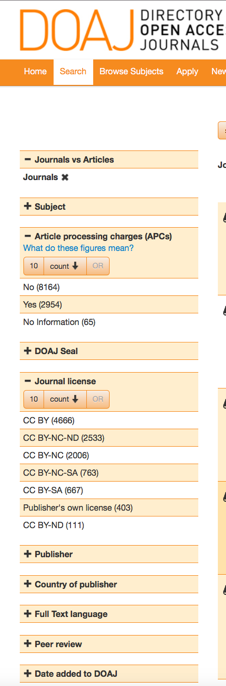 DOAJ
DIRECTORY
OPEN ACCE
JOURNALS
Home Search Browse Subjects Apply New
− Journals vs Articles
Journals ✖
+ Subject
− Article processing charges (APCs)
What do these figures mean?
10 count ↓ OR
No (8164)
Yes (2954)
No Information (65)
+ DOAJ Seal
− Journal license
10 count ↓ OR
CC BY (4666)
CC BY-NC-ND (2533)
CC BY-NC (2006)
CC BY-NC-SA (763)
CC BY-SA (667)
Publisher's own license (403)
CC BY-ND (111)
+ Publisher
+ Country of publisher
+ Full Text language
+ Peer review
+ Date added to DOAJ